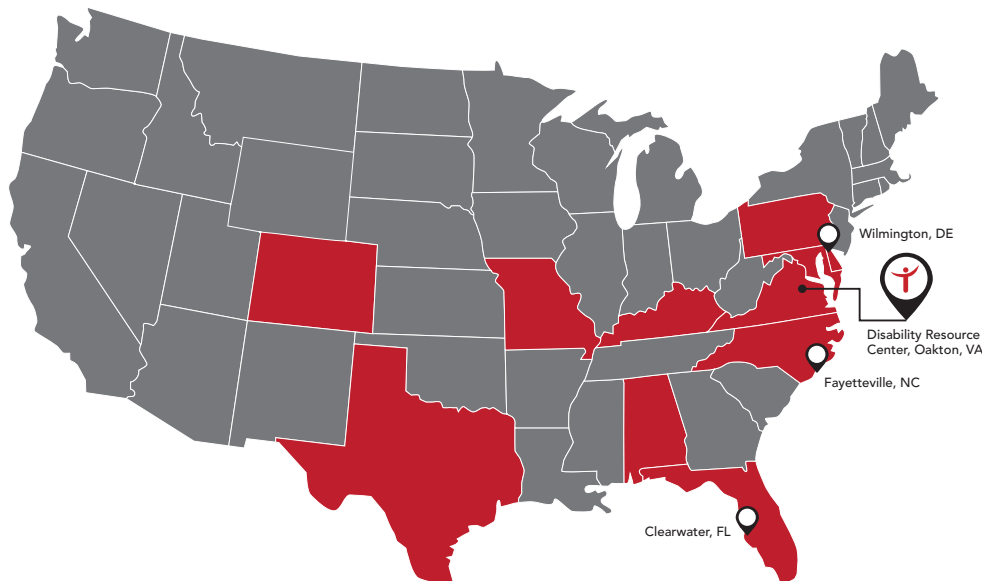 Wilmington, DE
Disability Resource
Center, Oakton, VA
Fayetteville, NC
Clearwater, FL